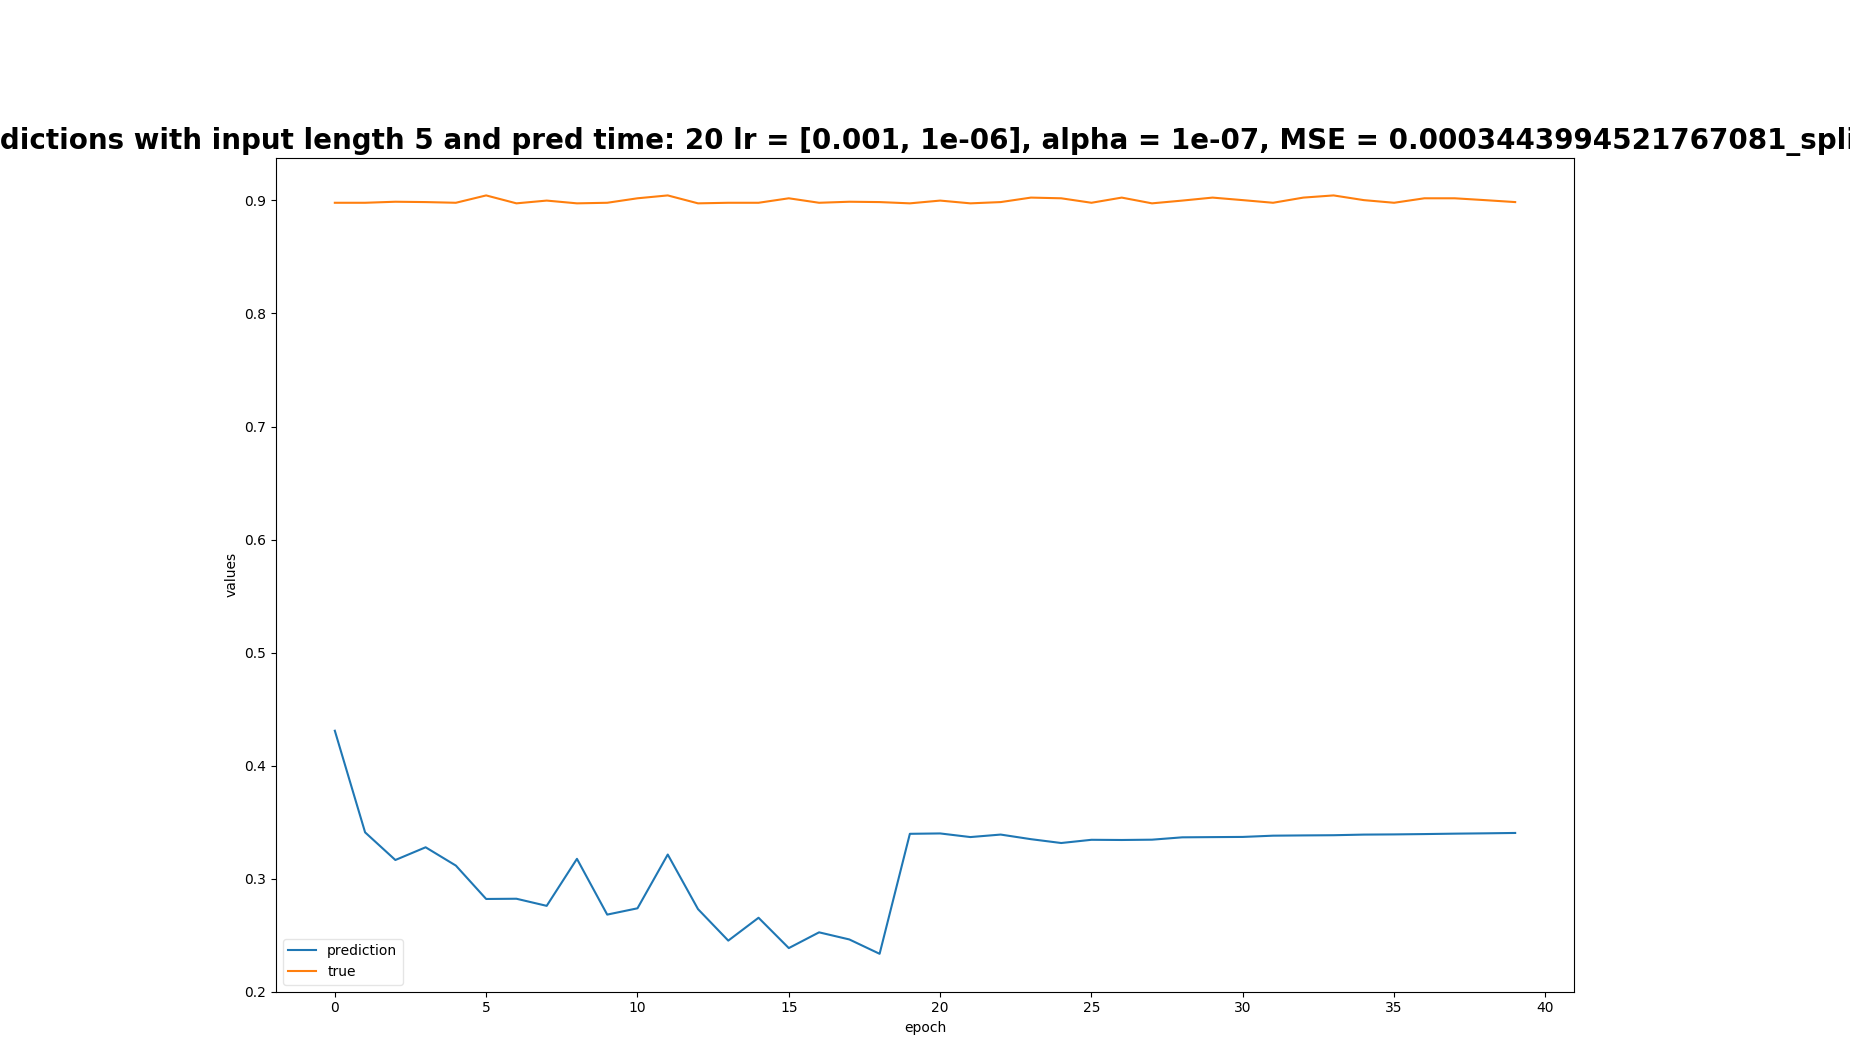 dictions with input length 5 and pred time: 20 lr = [0.001, 1e-06], alpha = 1e-07, MSE = 0.0003443994521767081_spli
0.9
0.8
0.7
0.6
0.5
0.4
0.3
0.2
values
prediction
true
0 5 10 15 20 25 30 35 40
epoch